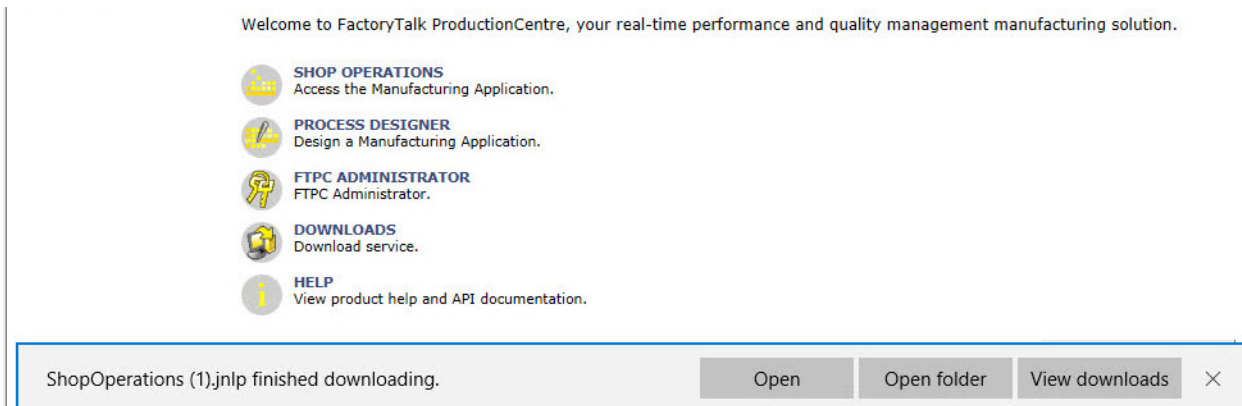 Welcome to FactoryTalk ProductionCentre, your real-time performance and quality management manufacturing solution.
SHOP OPERATIONS
Access the Manufacturing Application.
PROCESS DESIGNER
Design a Manufacturing Application.
FTPC ADMINISTRATOR
FTPC Administrator.
DOWNLOADS
Download service.
HELP
View product help and API documentation.
ShopOperations (1).jnlp finished downloading. Open Open folder View downloads